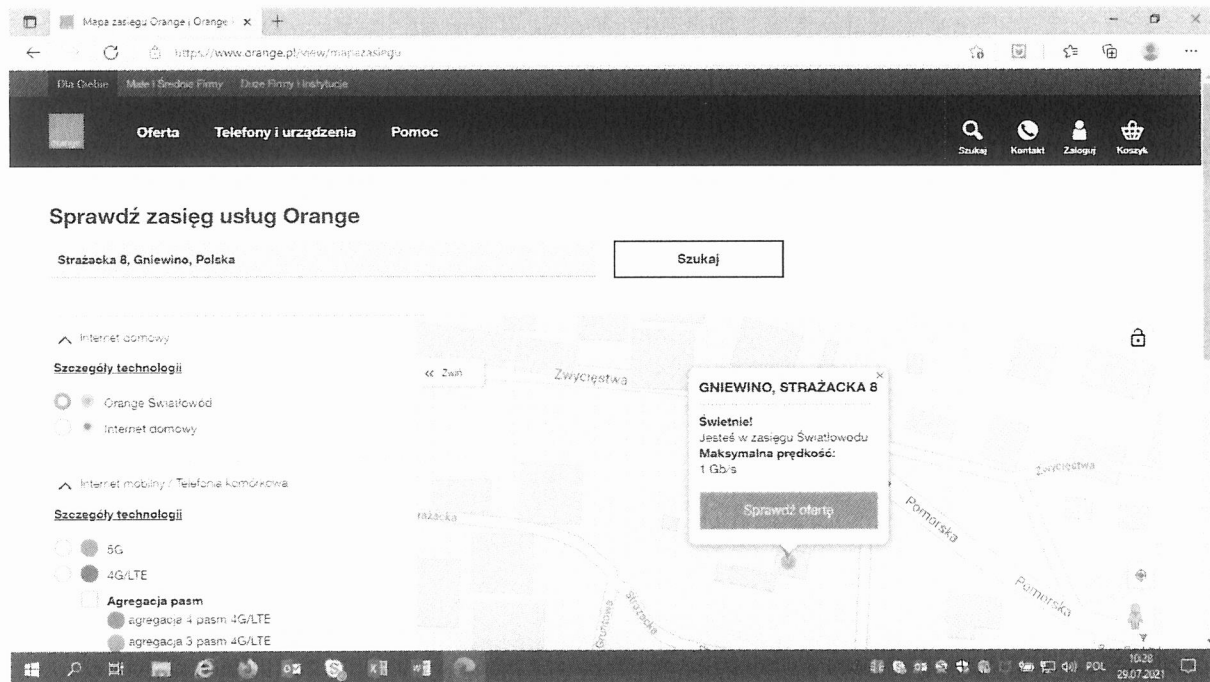 Mapa zasięgu Orange | Orange
https://www.orange.pl/view/mapazasiegu
Dla Ciebie Małe i Średnie Firmy Duże Firmy i Instytucje
Oferta Telefony i urządzenia Pomoc
Szukaj Kontakt Zaloguj Koszyk
Sprawdź zasięg usług Orange
Strażacka 8, Gniewino, Polska
Szukaj
Internet domowy
Szczegóły technologii
Orange Światłowód
Internet domowy
Internet mobilny / Telefonia komórkowa
Szczegóły technologii
5G
4G/LTE
Agregacja pasm
agregacja 4 pasm 4G/LTE
agregacja 3 pasm 4G/LTE
<< Zwiń
Zwycięstwa
GNIEWINO, STRAŻACKA 8
Świetnie!
Jesteś w zasięgu Światłowodu
Maksymalna prędkość:
1 Gb/s
Sprawdź ofertę
Zwycięstwa
Pomorska
Pomorska
Strażacka
Gruntowa
POL
10:28
29.07.2021